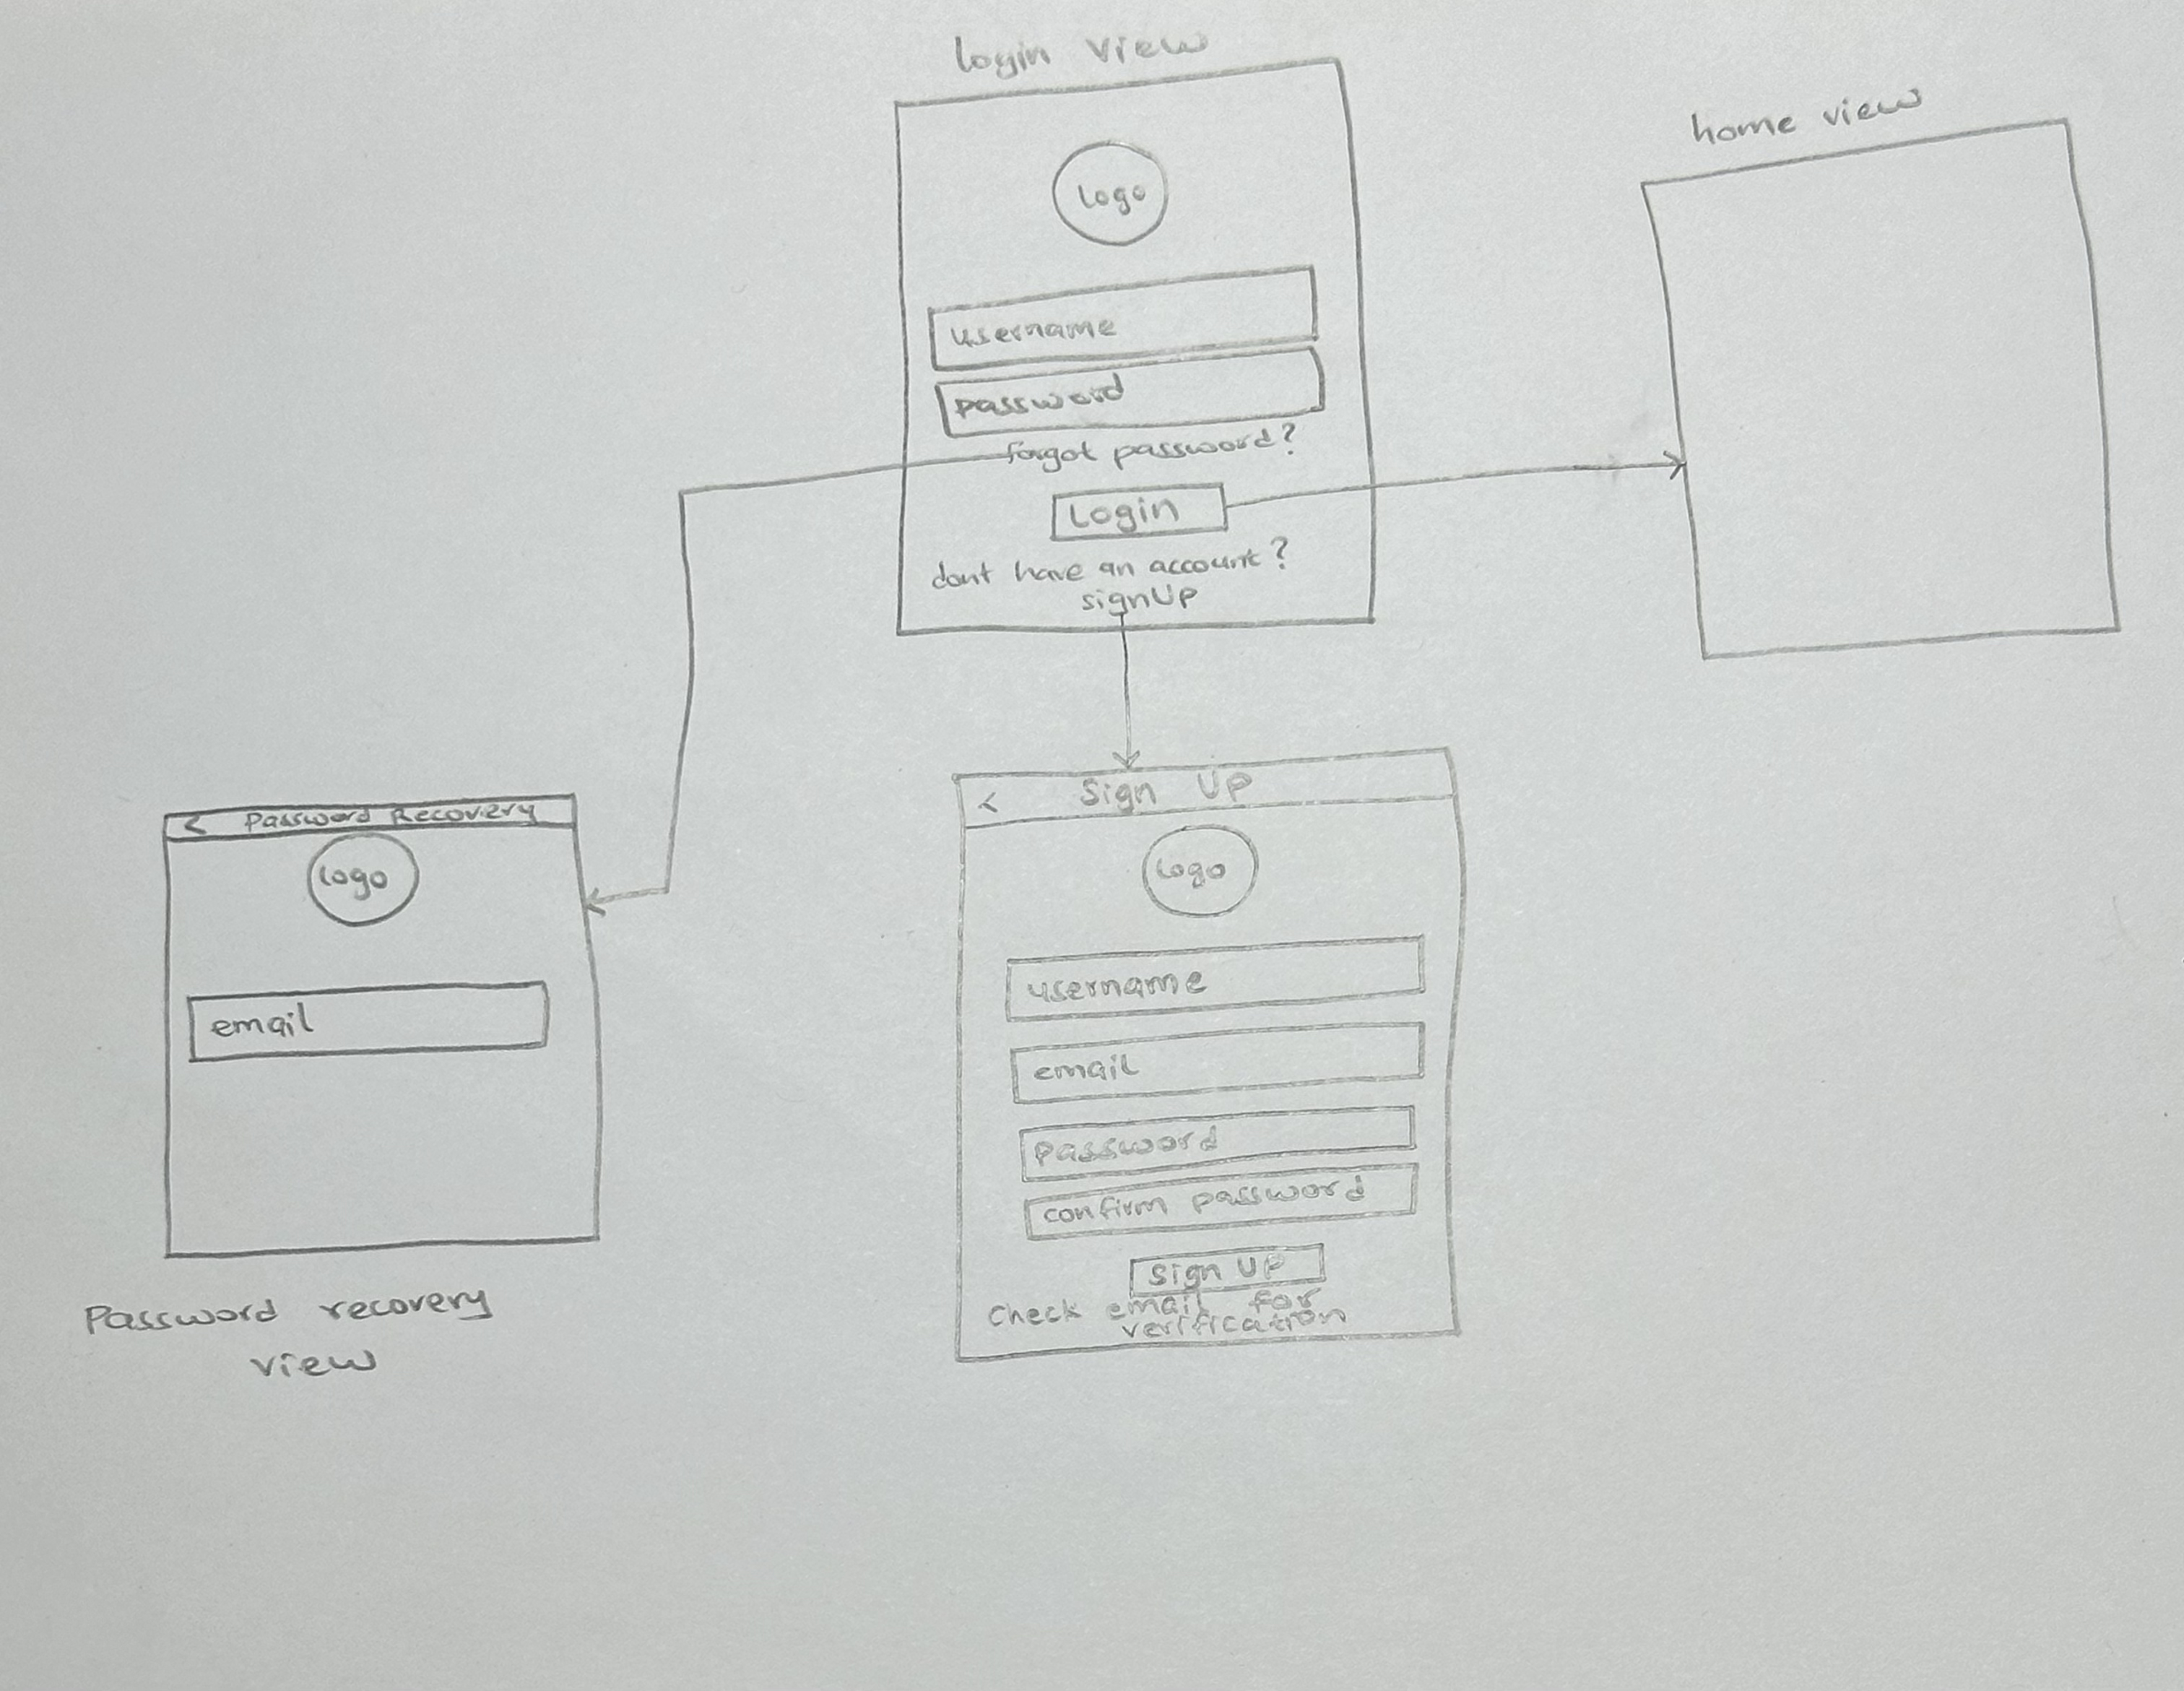 login view
logo
username
password
forgot password?
Login
dont have an account?
signUp
home view
< Password Recovery
logo
email
Password recovery
view
< Sign UP
logo
username
email
password
confirm password
sign UP
Check email for
verification